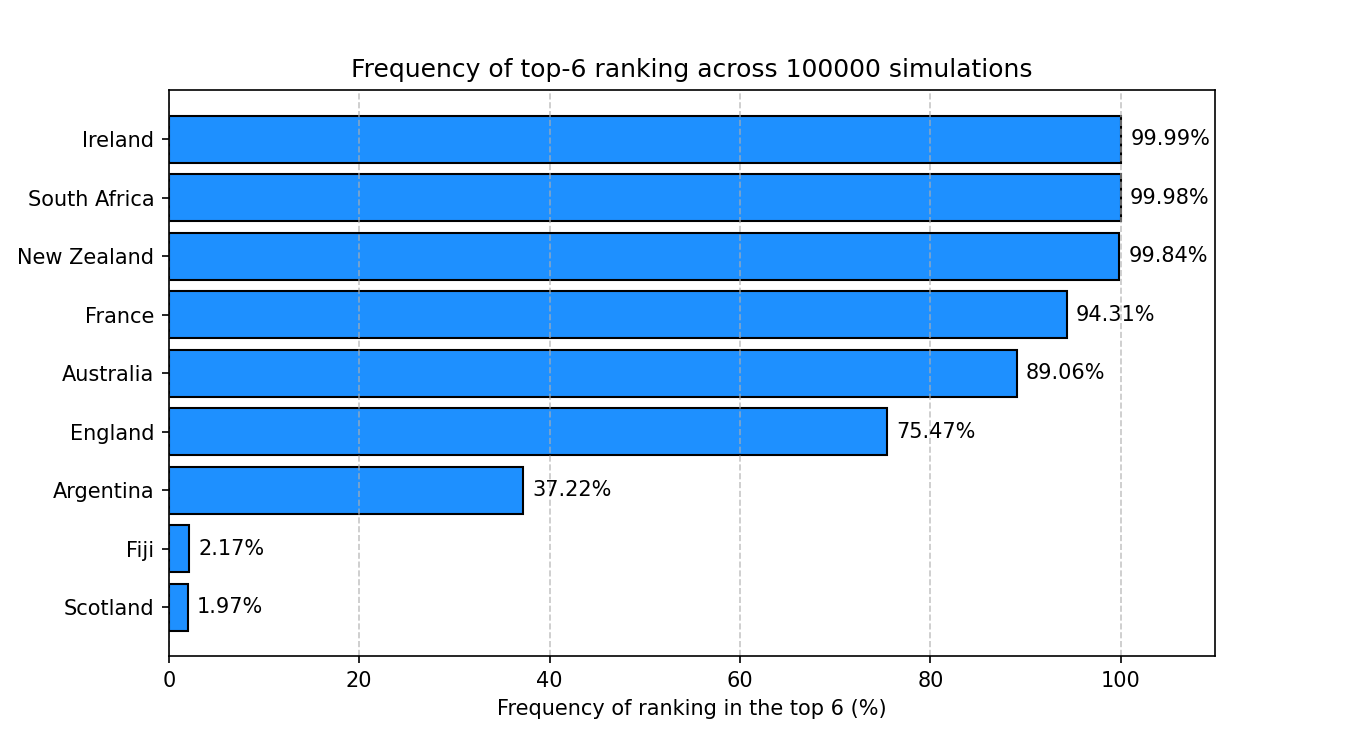 Frequency of top-6 ranking across 100000 simulations
Ireland 99.99%
South Africa 99.98%
New Zealand 99.84%
France 94.31%
Australia 89.06%
England 75.47%
Argentina 37.22%
Fiji 2.17%
Scotland 1.97%
0 20 40 60 80 100
Frequency of ranking in the top 6 (%)